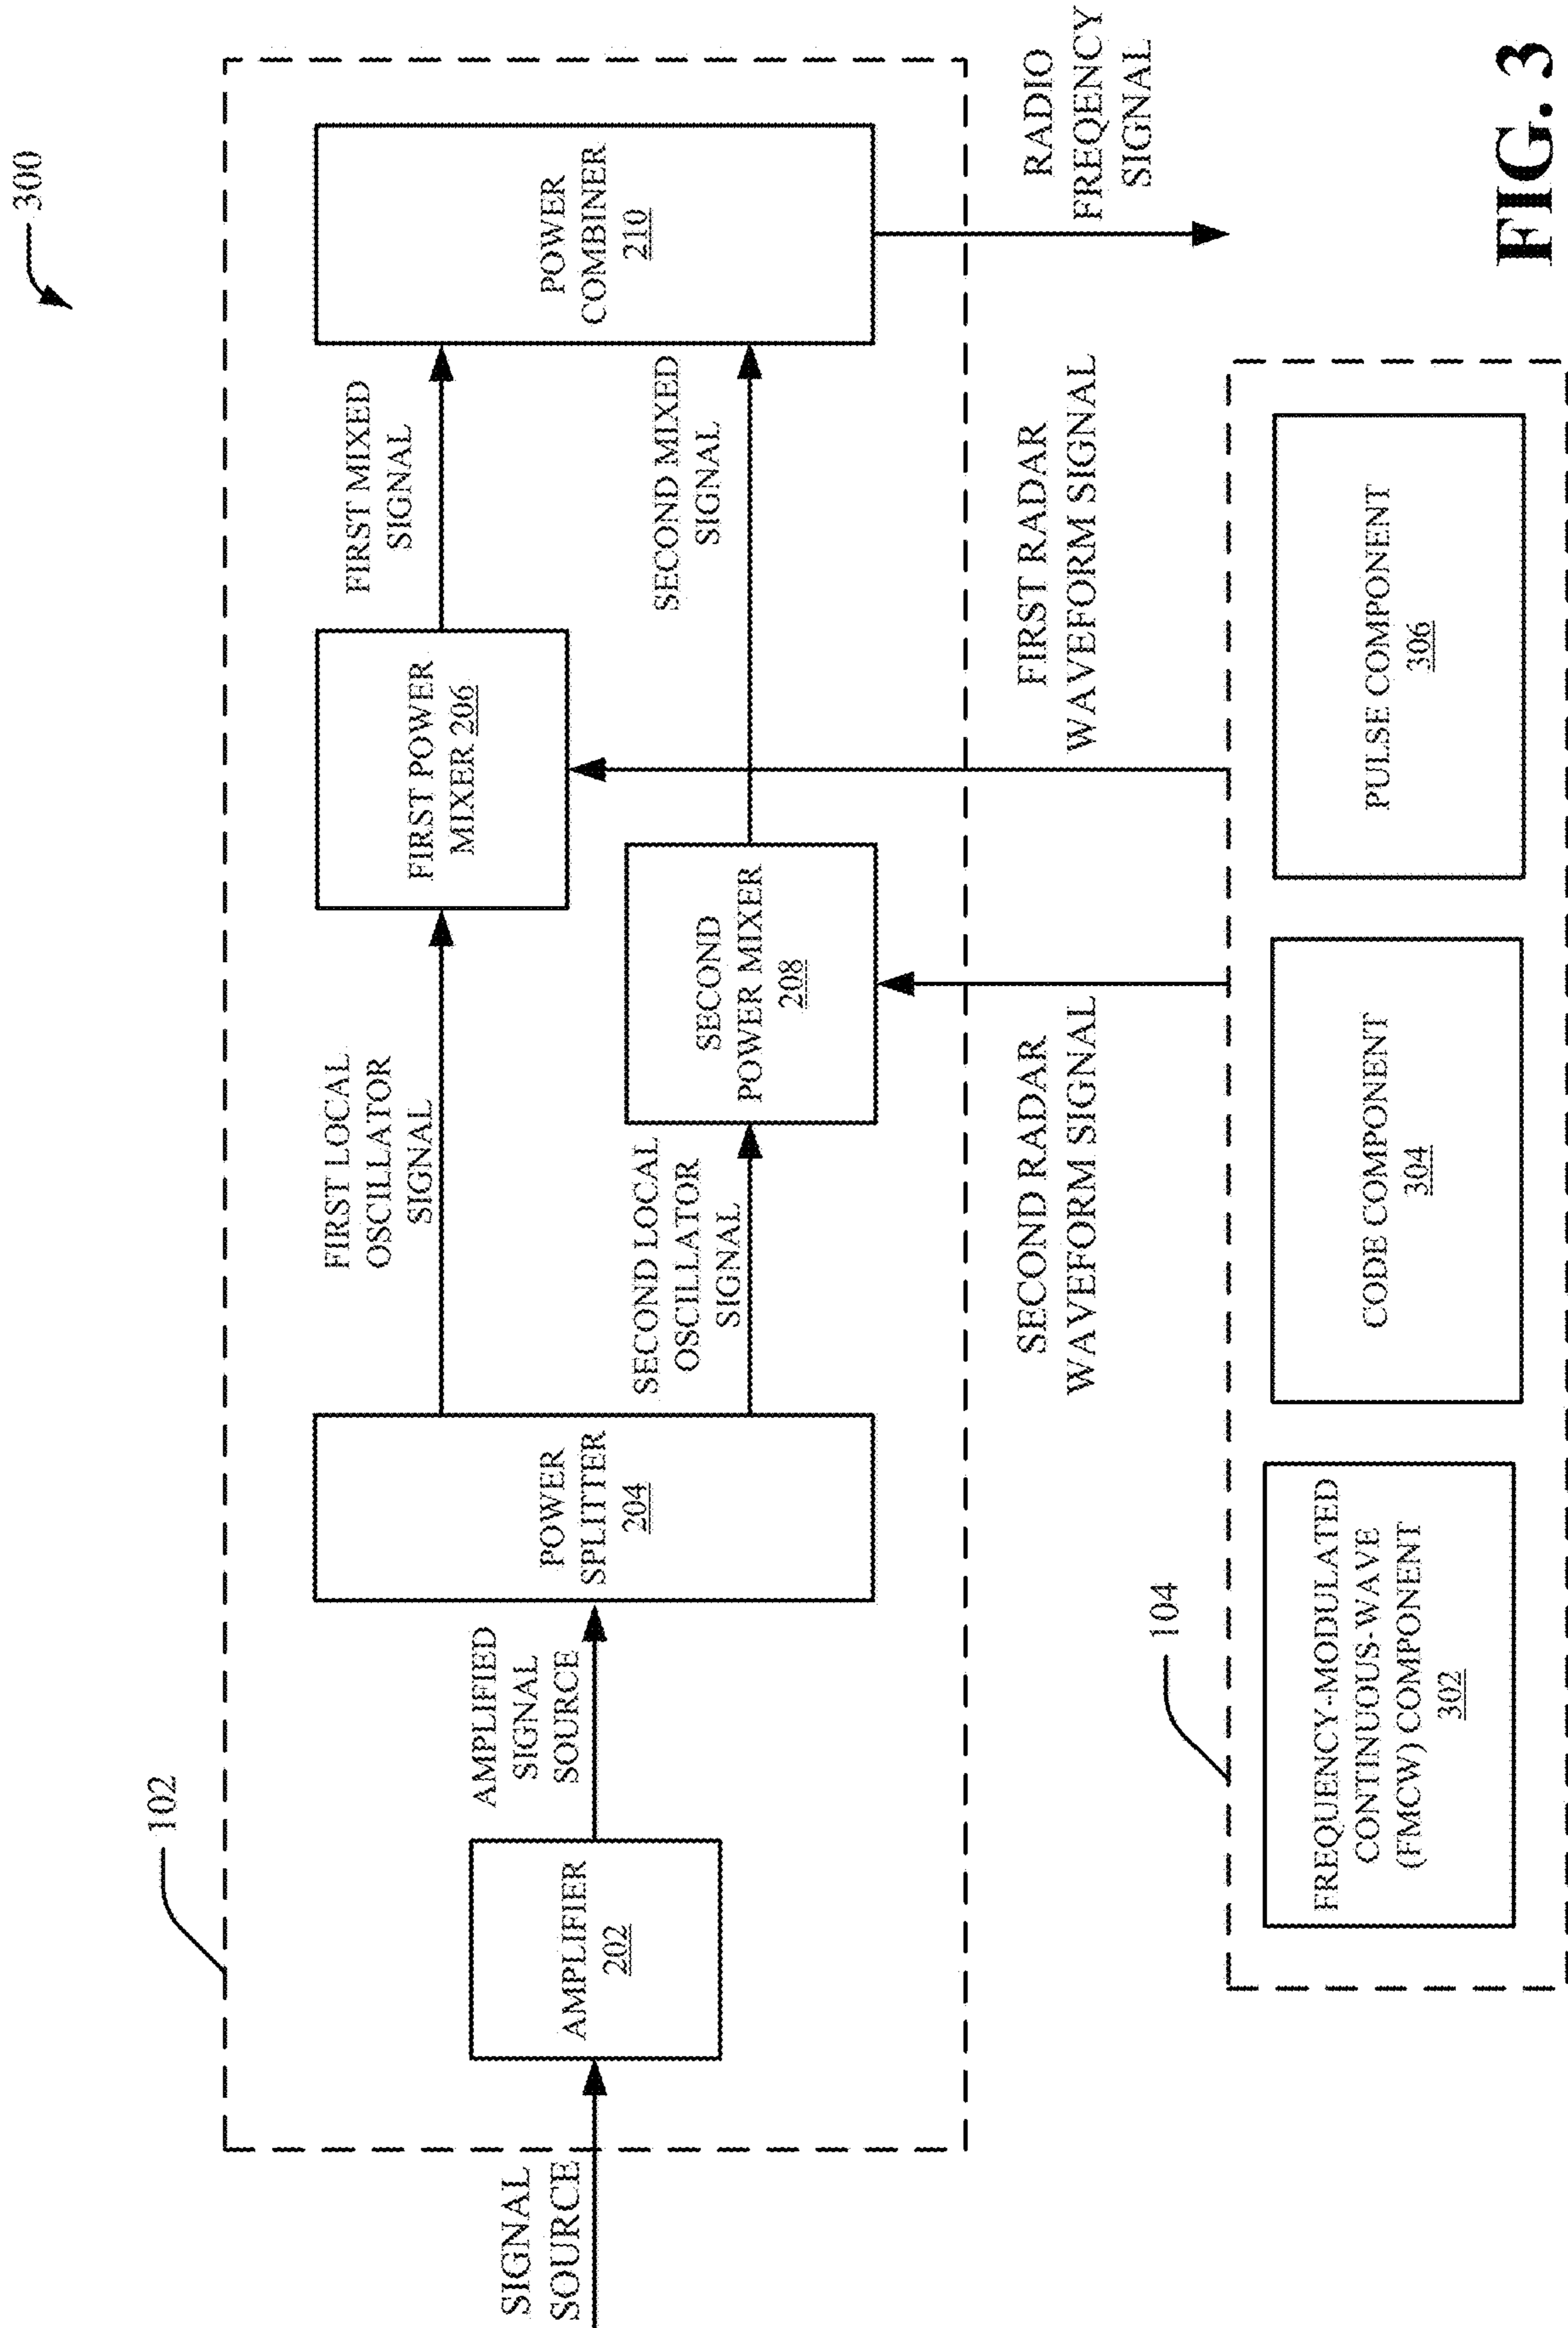 300
102
SIGNAL
SOURCE
AMPLIFIER
202
AMPLIFIED
SIGNAL
SOURCE
POWER
SPLITTER
204
FIRST LOCAL
OSCILLATOR
SIGNAL
SECOND LOCAL
OSCILLATOR
SIGNAL
FIRST POWER
MIXER 206
SECOND
POWER MIXER
208
FIRST MIXED
SIGNAL
SECOND MIXED
SIGNAL
POWER
COMBINER
210
SECOND RADAR
WAVEFORM SIGNAL
FIRST RADAR
WAVEFORM SIGNAL
RADIO
FREQENCY
SIGNAL
104
FREQUENCY-MODULATED
CONTINUOUS-WAVE
(FMCW) COMPONENT
302
CODE COMPONENT
304
PULSE COMPONENT
306
FIG. 3